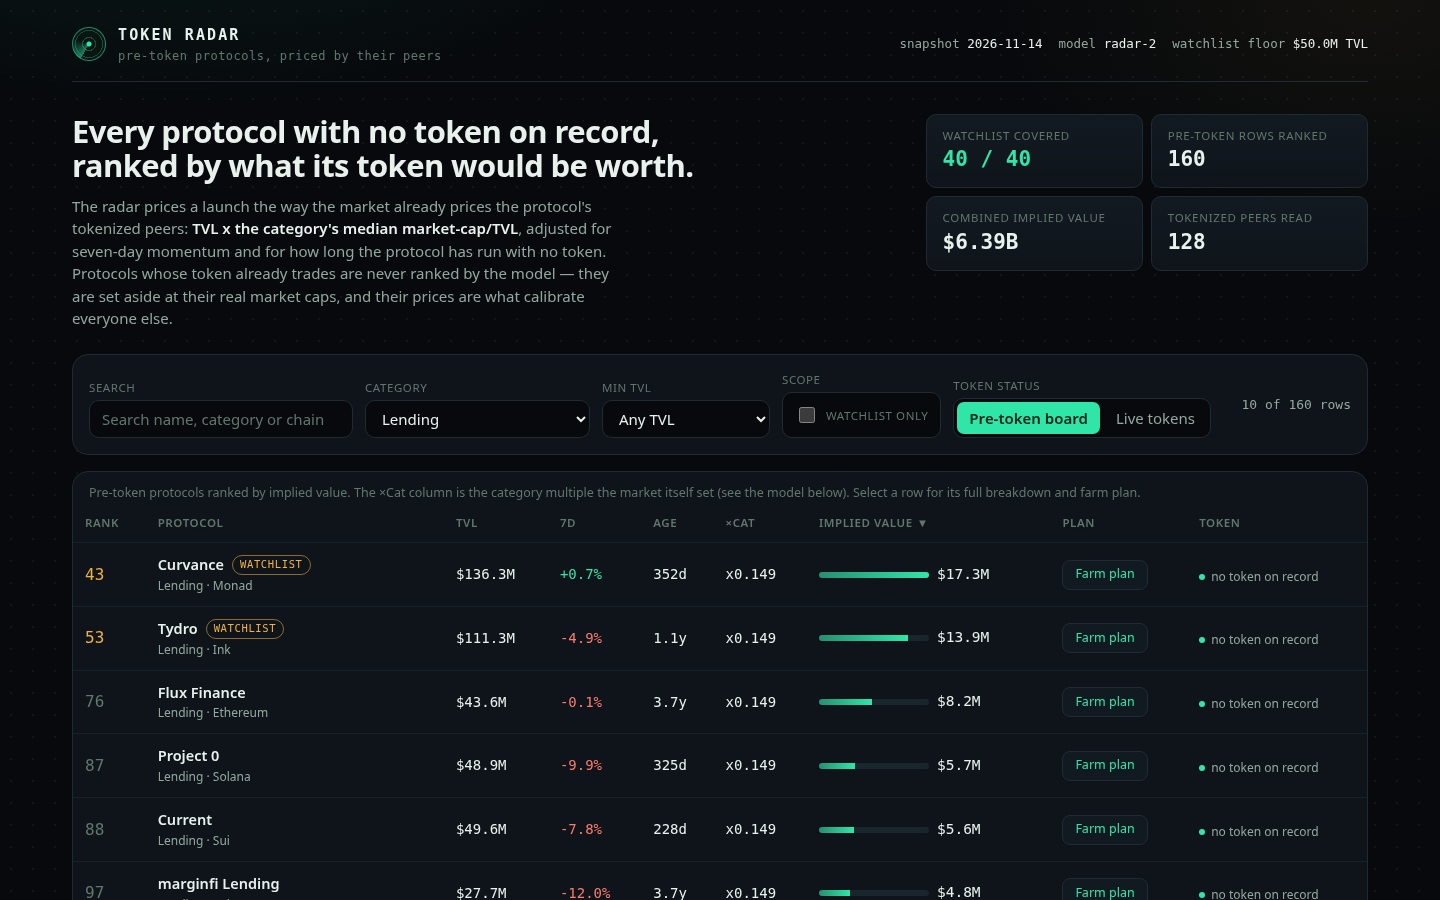 TOKEN RADAR
pre-token protocols, priced by their peers
snapshot 2026-11-14 model radar-2 watchlist floor $50.0M TVL
Every protocol with no token on record,
ranked by what its token would be worth.
The radar prices a launch the way the market already prices the protocol's
tokenized peers: TVL x the category's median market-cap/TVL, adjusted for
seven-day momentum and for how long the protocol has run with no token.
Protocols whose token already trades are never ranked by the model — they
are set aside at their real market caps, and their prices are what calibrate
everyone else.
WATCHLIST COVERED
40 / 40
PRE-TOKEN ROWS RANKED
160
COMBINED IMPLIED VALUE
$6.39B
TOKENIZED PEERS READ
128
SEARCH
Search name, category or chain
CATEGORY
Lending
MIN TVL
Any TVL
SCOPE
WATCHLIST ONLY
TOKEN STATUS
Pre-token board Live tokens
10 of 160 rows
Pre-token protocols ranked by implied value. The ×Cat column is the category multiple the market itself set (see the model below). Select a row for its full breakdown and farm plan.
RANK PROTOCOL TVL 7D AGE ×CAT IMPLIED VALUE ▼ PLAN TOKEN
43 Curvance WATCHLIST $136.3M +0.7% 352d x0.149 $17.3M Farm plan no token on record
Lending · Monad
53 Tydro WATCHLIST $111.3M -4.9% 1.1y x0.149 $13.9M Farm plan no token on record
Lending · Ink
76 Flux Finance $43.6M -0.1% 3.7y x0.149 $8.2M Farm plan no token on record
Lending · Ethereum
87 Project 0 $48.9M -9.9% 325d x0.149 $5.7M Farm plan no token on record
Lending · Solana
88 Current $49.6M -7.8% 228d x0.149 $5.6M Farm plan no token on record
Lending · Sui
97 marginfi Lending $27.7M -12.0% 3.7y x0.149 $4.8M Farm plan no token on record